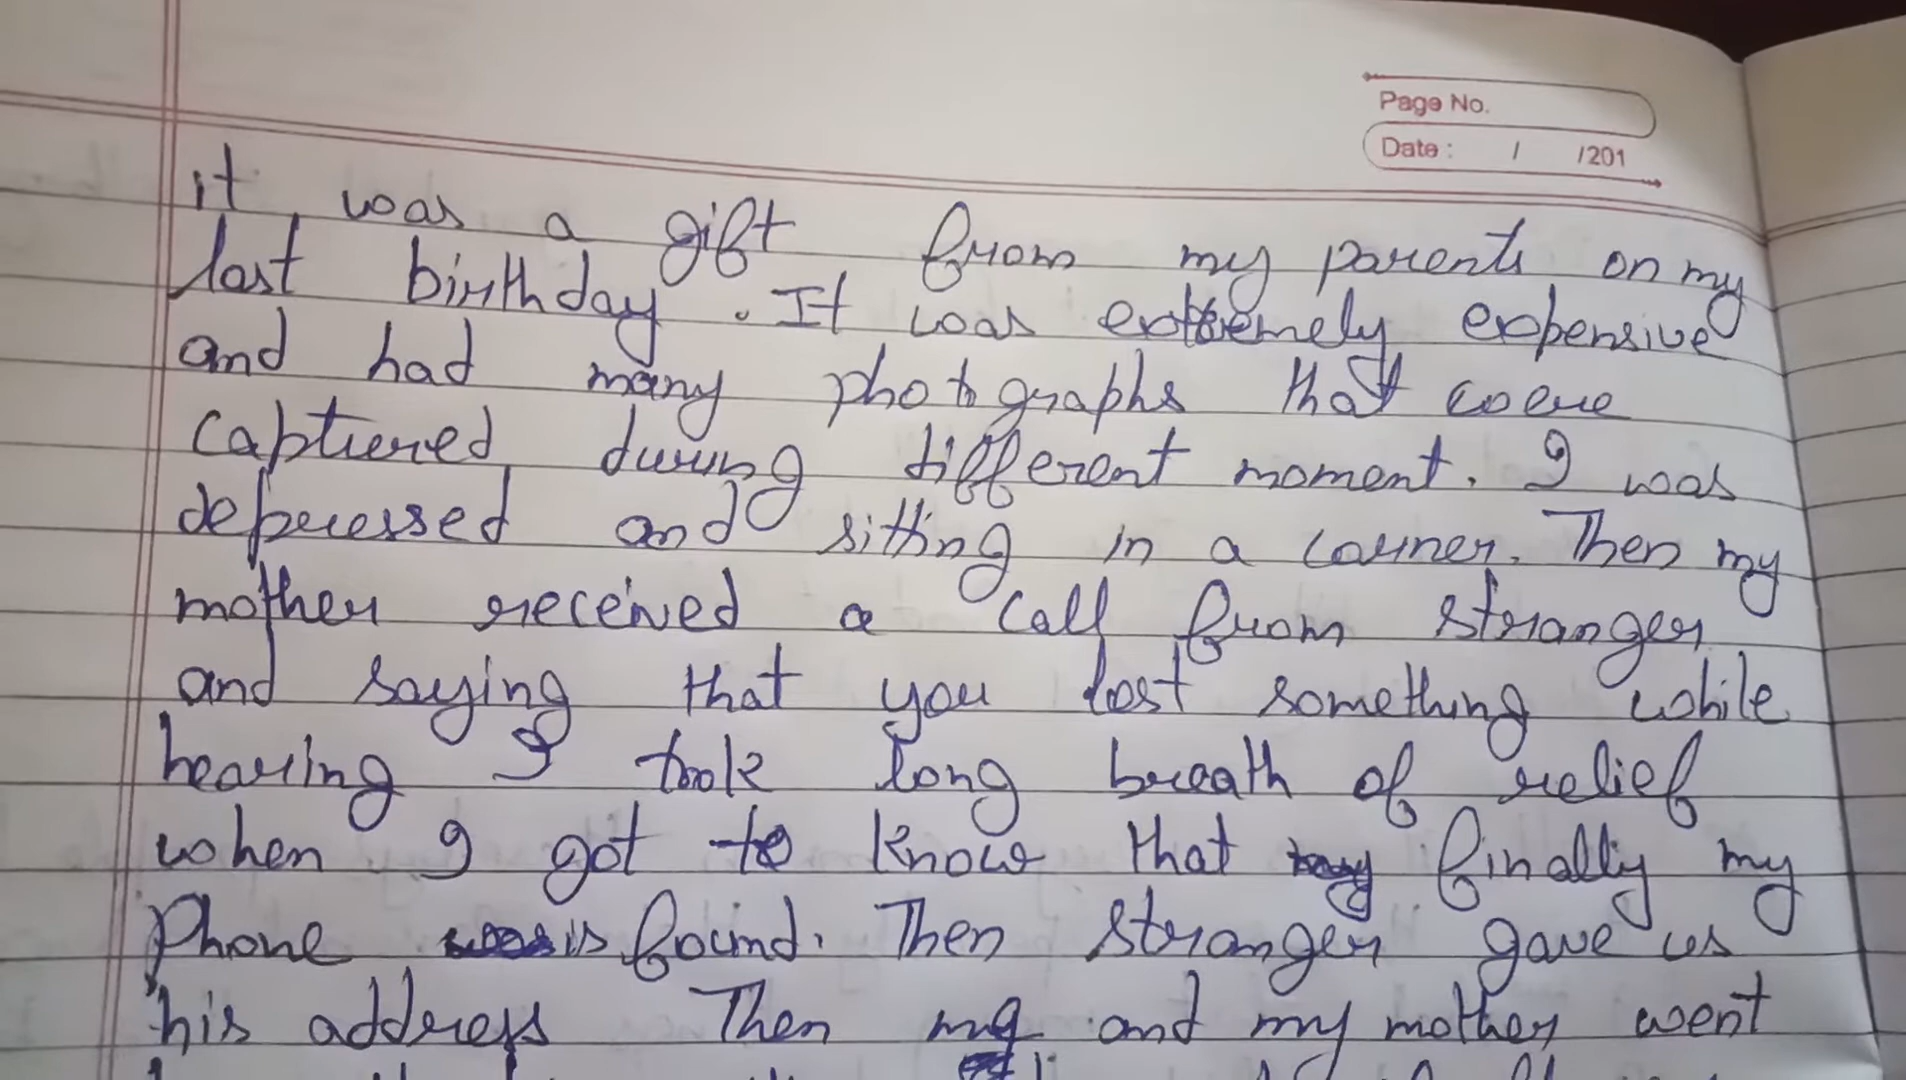 Page No.
Date : / /201
it was a gift from my parents on my
last birthday. It was extremely expensive
and had many photographs that were
captured during different moment. I was
depressed and sitting in a corner. Then my
mother received a call from stranger
and saying that you lost something while
hearing I took long breath of relief
when I got to know that finally my
Phone is found. Then stranger gave us
his address Then my and my mother went